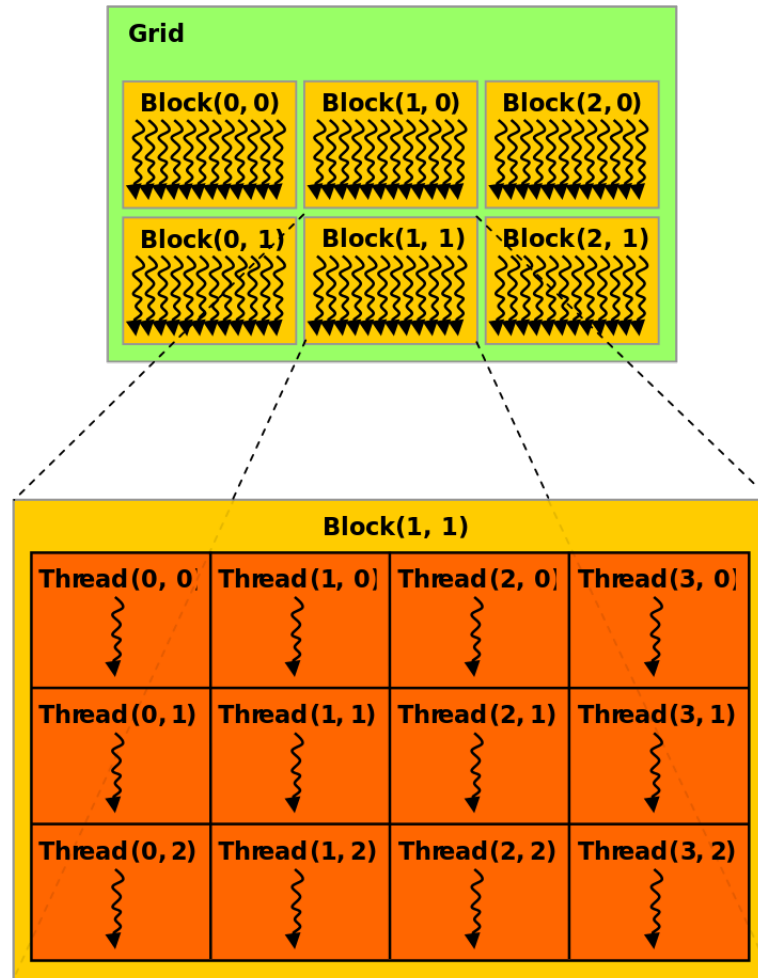 Grid
Block(0, 0) Block(1, 0) Block(2, 0)
Block(0, 1) Block(1, 1) Block(2, 1)
Block(1, 1)
Thread(0, 0) Thread(1, 0) Thread(2, 0) Thread(3, 0)
Thread(0, 1) Thread(1, 1) Thread(2, 1) Thread(3, 1)
Thread(0, 2) Thread(1, 2) Thread(2, 2) Thread(3, 2)